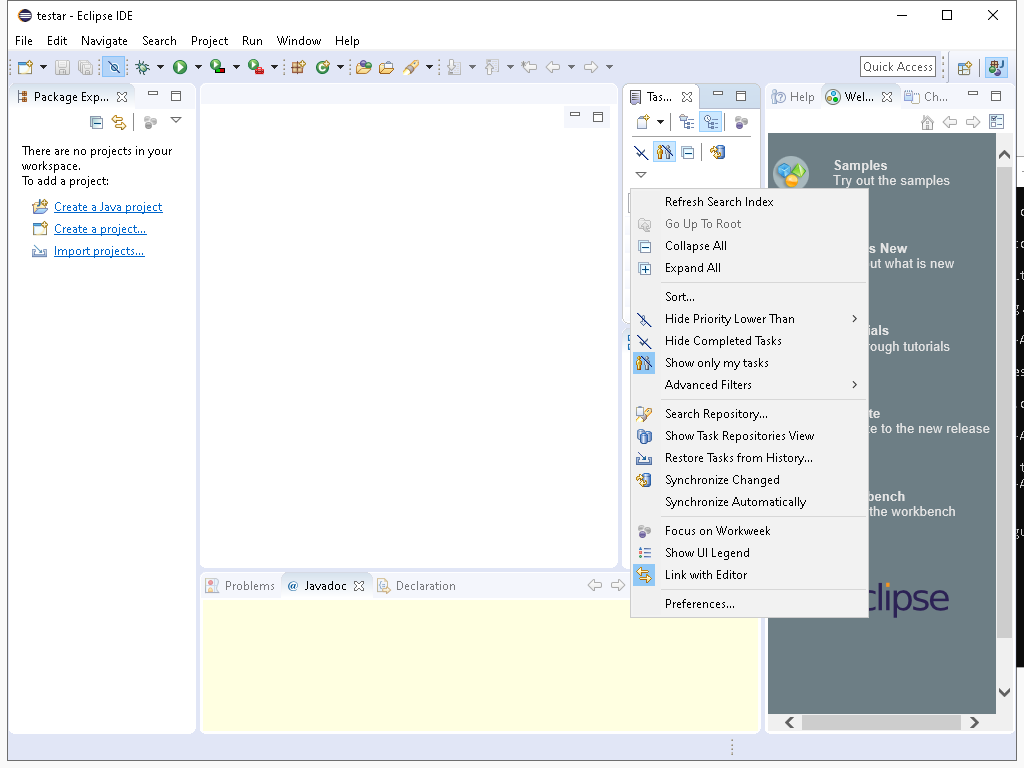 testar - Eclipse IDE
File Edit Navigate Search Project Run Window Help
Quick Access
Package Exp...
There are no projects in your
workspace.
To add a project:
Create a Java project
Create a project...
Import projects...
Tas...
Help Wel... Ch...
Samples
Try out the samples
s New
ut what is new
ials
rough tutorials
te
e to the new release
bench
the workbench
clipse
Refresh Search Index
Go Up To Root
Collapse All
Expand All
Sort...
Hide Priority Lower Than
Hide Completed Tasks
Show only my tasks
Advanced Filters
Search Repository...
Show Task Repositories View
Restore Tasks from History...
Synchronize Changed
Synchronize Automatically
Focus on Workweek
Show UI Legend
Link with Editor
Preferences...
Problems @ Javadoc Declaration